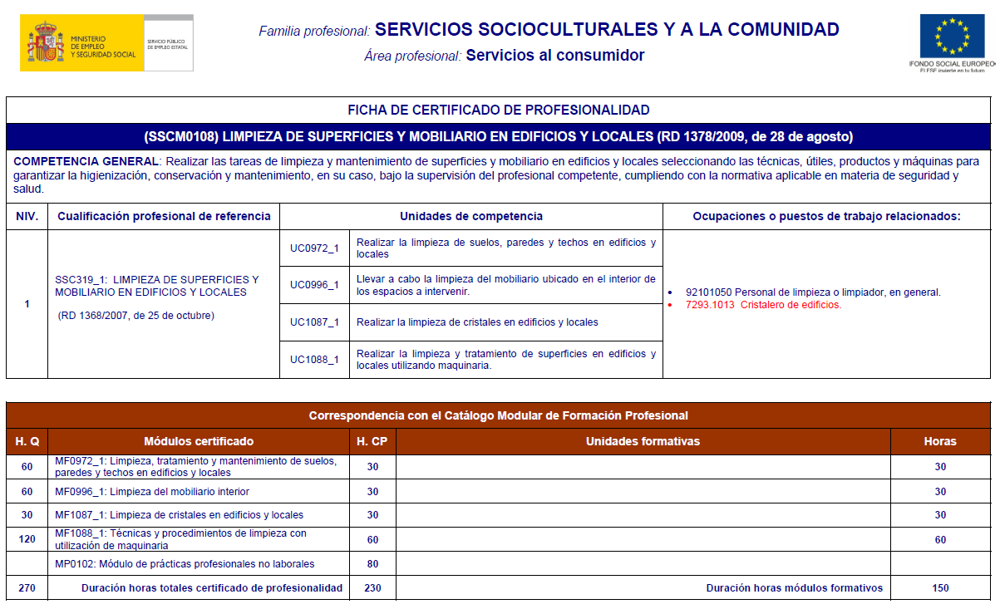 MINISTERIO
DE EMPLEO
Y SEGURIDAD SOCIAL
SERVICIO PÚBLICO
DE EMPLEO ESTATAL
Familia profesional: SERVICIOS SOCIOCULTURALES Y A LA COMUNIDAD
Área profesional: Servicios al consumidor
FONDO SOCIAL EUROPEO
El FSE invierte en tu futuro
FICHA DE CERTIFICADO DE PROFESIONALIDAD
(SSCM0108) LIMPIEZA DE SUPERFICIES Y MOBILIARIO EN EDIFICIOS Y LOCALES (RD 1378/2009, de 28 de agosto)
COMPETENCIA GENERAL: Realizar las tareas de limpieza y mantenimiento de superficies y mobiliario en edificios y locales seleccionando las técnicas, útiles, productos y máquinas para
garantizar la higienización, conservación y mantenimiento, en su caso, bajo la supervisión del profesional competente, cumpliendo con la normativa aplicable en materia de seguridad y
salud.
NIV. Cualificación profesional de referencia Unidades de competencia Ocupaciones o puestos de trabajo relacionados:
1
SSC319_1: LIMPIEZA DE SUPERFICIES Y
MOBILIARIO EN EDIFICIOS Y LOCALES
(RD 1368/2007, de 25 de octubre)
UC0972_1
Realizar la limpieza de suelos, paredes y techos en edificios y
locales
UC0996_1
Llevar a cabo la limpieza del mobiliario ubicado en el interior de
los espacios a intervenir.
UC1087_1 Realizar la limpieza de cristales en edificios y locales
UC1088_1
Realizar la limpieza y tratamiento de superficies en edificios y
locales utilizando maquinaria.
• 92101050 Personal de limpieza o limpiador, en general.
• 7293.1013 Cristalero de edificios.
Correspondencia con el Catálogo Modular de Formación Profesional
H. Q Módulos certificado H. CP Unidades formativas Horas
60
MF0972_1: Limpieza, tratamiento y mantenimiento de suelos,
paredes y techos en edificios y locales
30 30
60 MF0996_1: Limpieza del mobiliario interior 30 30
30 MF1087_1: Limpieza de cristales en edificios y locales 30 30
120
MF1088_1: Técnicas y procedimientos de limpieza con
utilización de maquinaria
60 60
MP0102: Módulo de prácticas profesionales no laborales 80
270 Duración horas totales certificado de profesionalidad 230 Duración horas módulos formativos 150